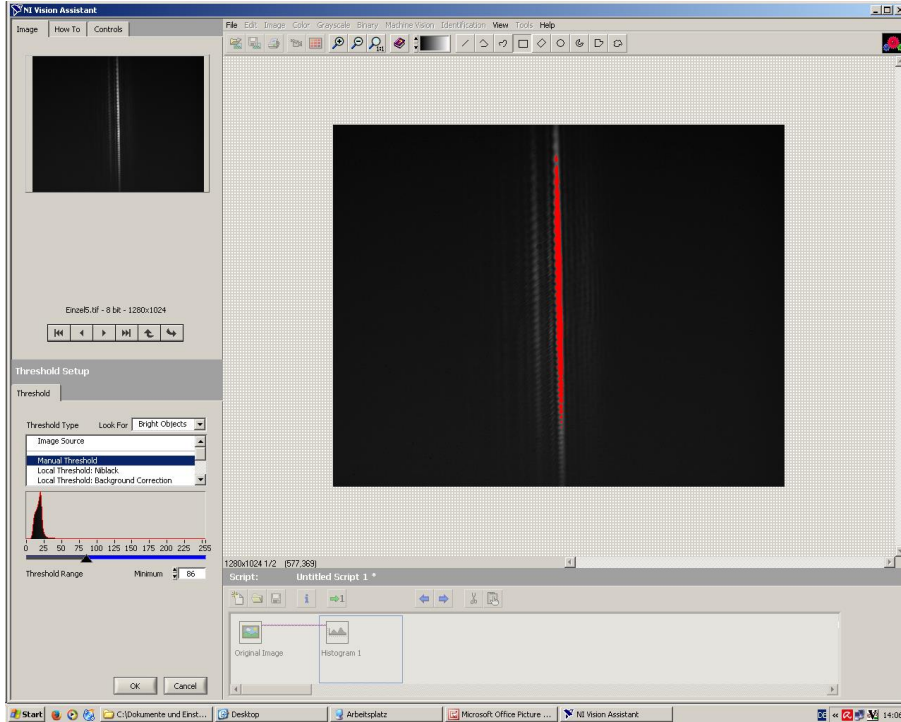 NI Vision Assistant
Image How To Controls
File Edit Image Color Grayscale Binary Machine Vision Identification View Tools Help
1:1
Einzel5.tif - 8 bit - 1280x1024
Threshold Setup
Threshold
Threshold Type Look For Bright Objects
Image Source
Manual Threshold
Local Threshold: Niblack
Local Threshold: Background Correction
0 25 50 75 100 125 150 175 200 225 255
Threshold Range Minimum 86
OK Cancel
1280x1024 1/2 (577,369)
Script: Untitled Script 1 *
1
Original Image Histogram 1
Start C:\Dokumente und Einst... Desktop Arbeitsplatz Microsoft Office Picture ... NI Vision Assistant DE « 14:06